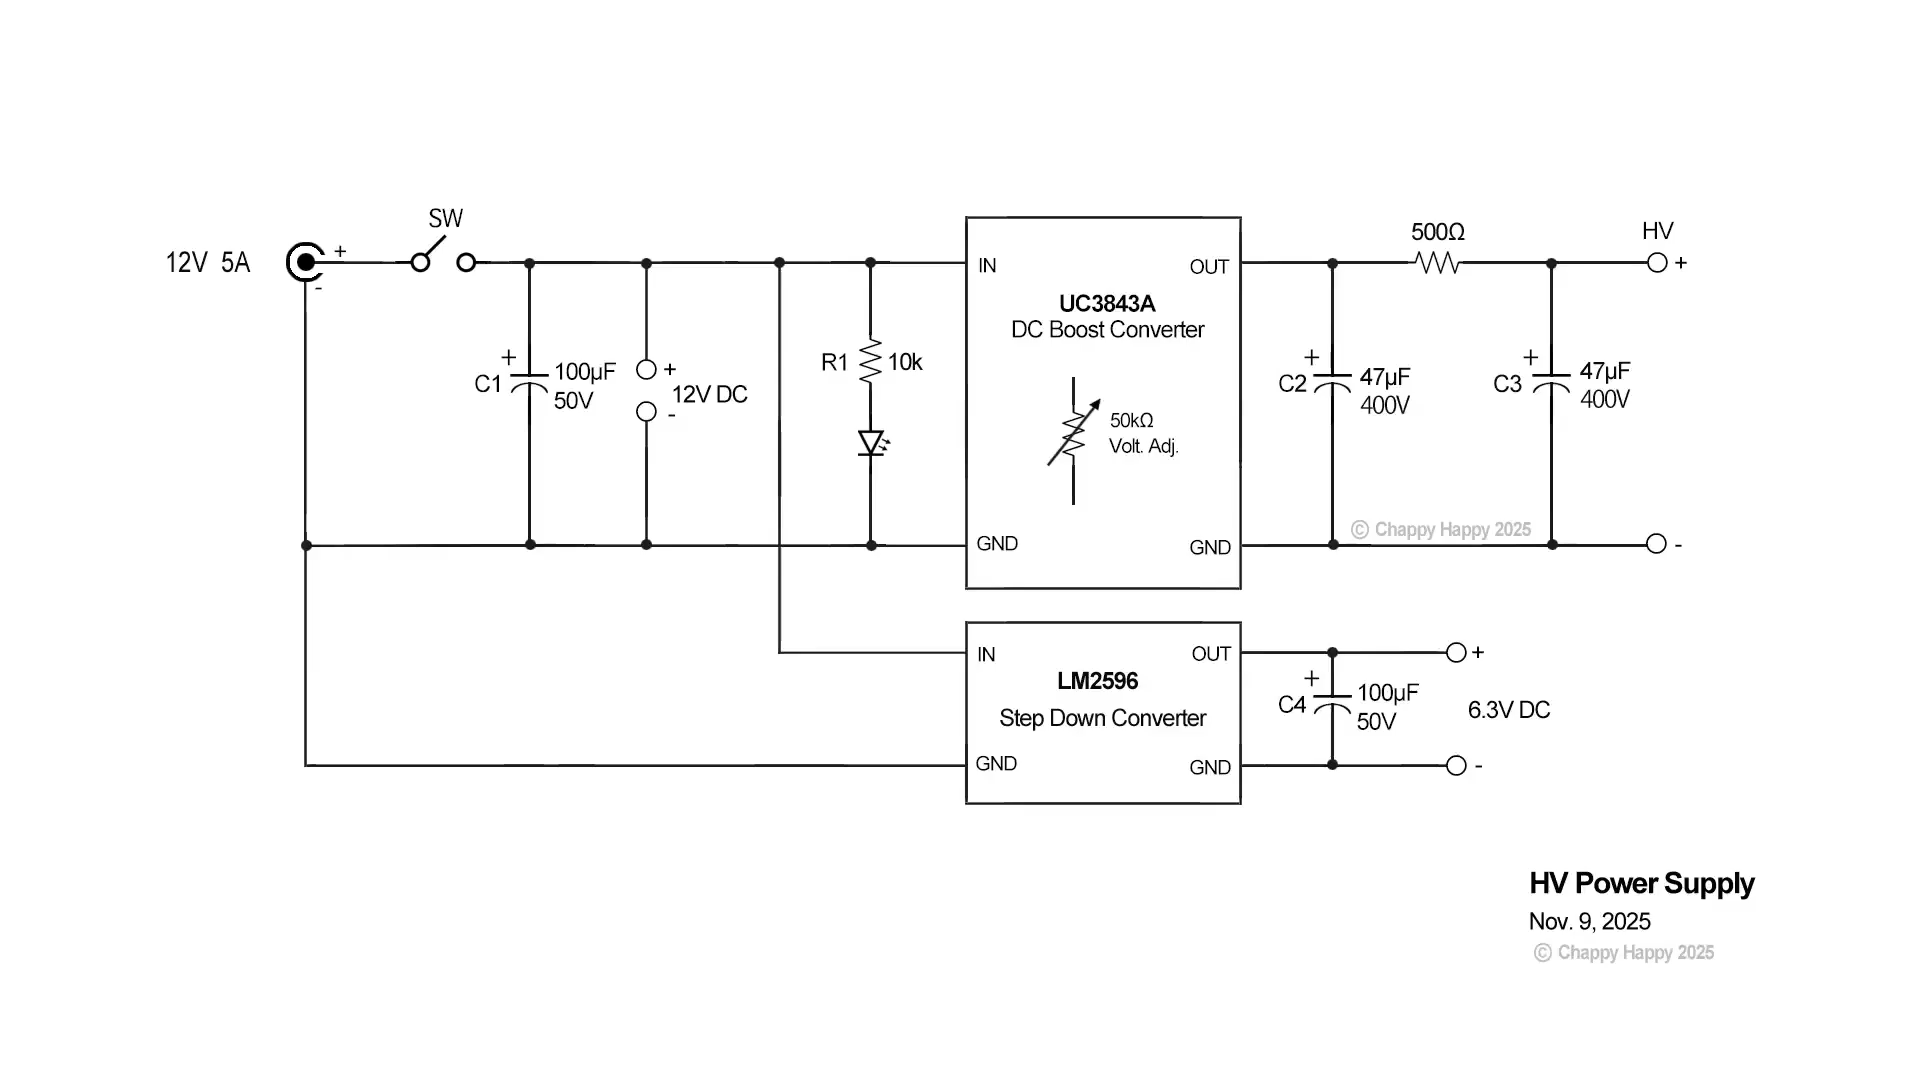 SW
12V 5A
+
-
C1
+
100µF
50V
+
-
12V DC
R1
10k
IN
OUT
UC3843A
DC Boost Converter
50kΩ
Volt. Adj.
GND
GND
500Ω
HV
+
-
+
C2
47µF
400V
+
C3
47µF
400V
© Chappy Happy 2025
IN
OUT
LM2596
Step Down Converter
GND
GND
+
C4
100µF
50V
+
6.3V DC
-
HV Power Supply
Nov. 9, 2025
© Chappy Happy 2025